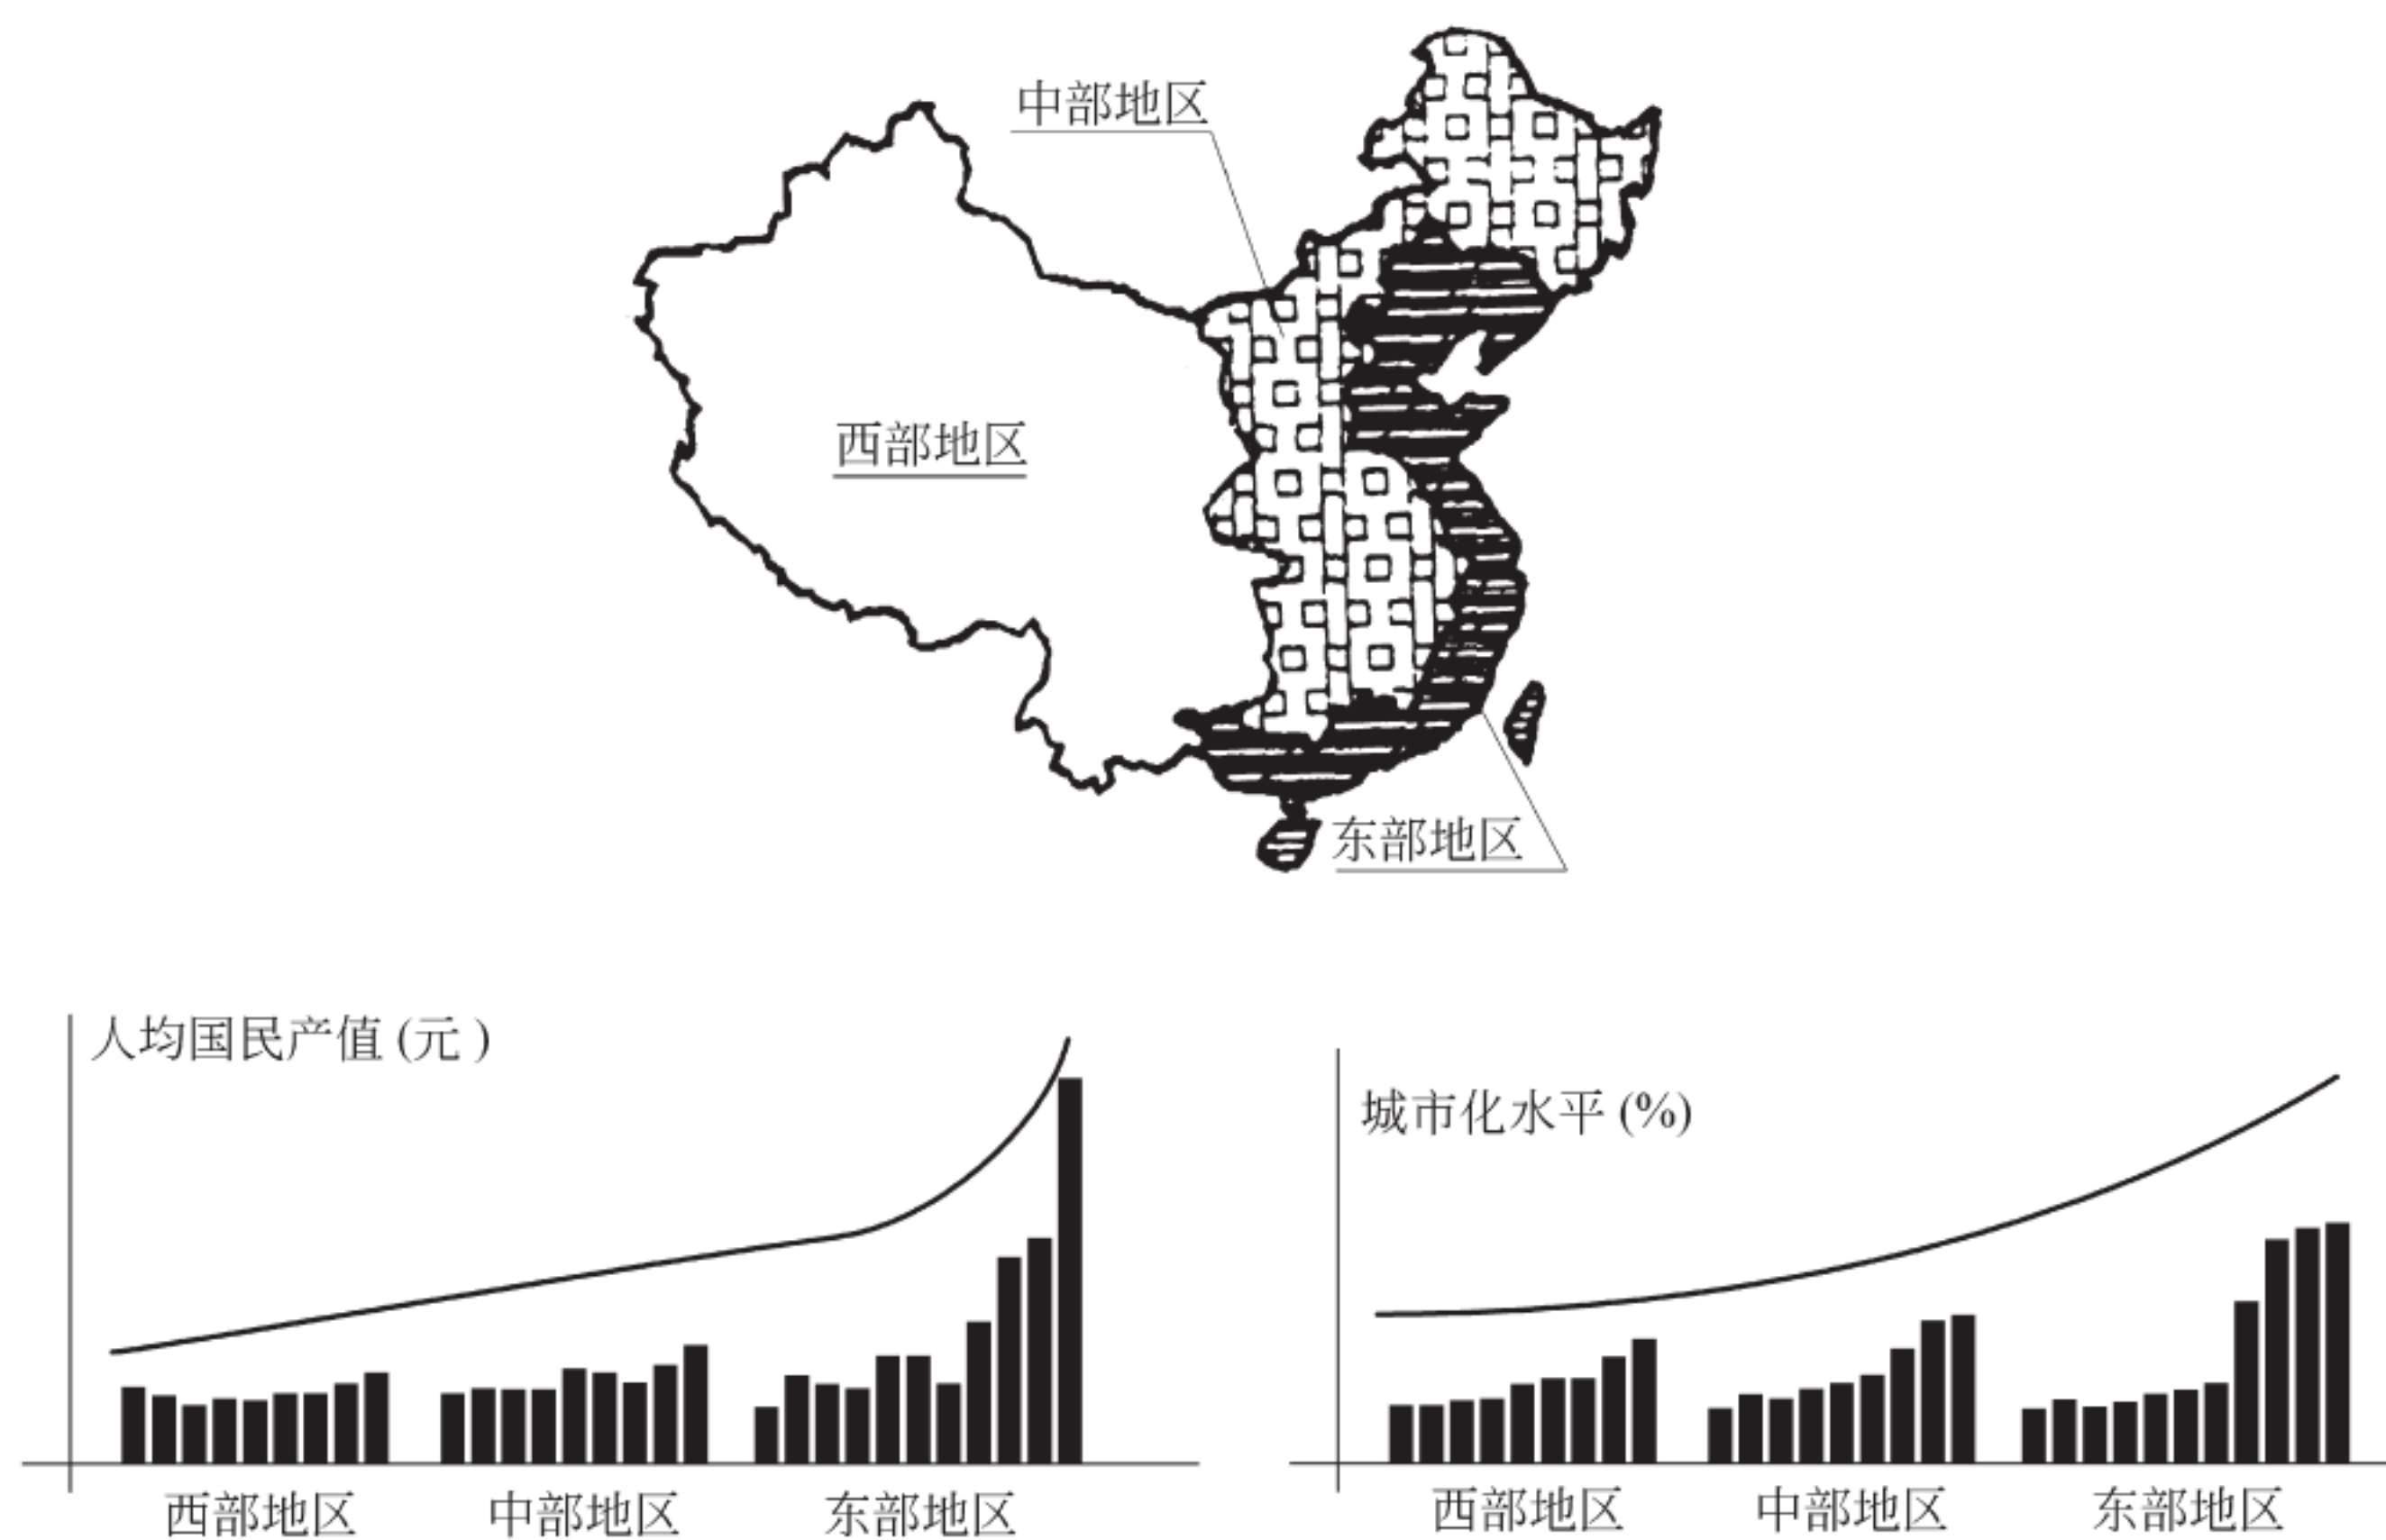 中部地区
西部地区
东部地区
人均国民产值 (元 )
城市化水平 (%)
西部地区
中部地区
东部地区
西部地区
中部地区
东部地区